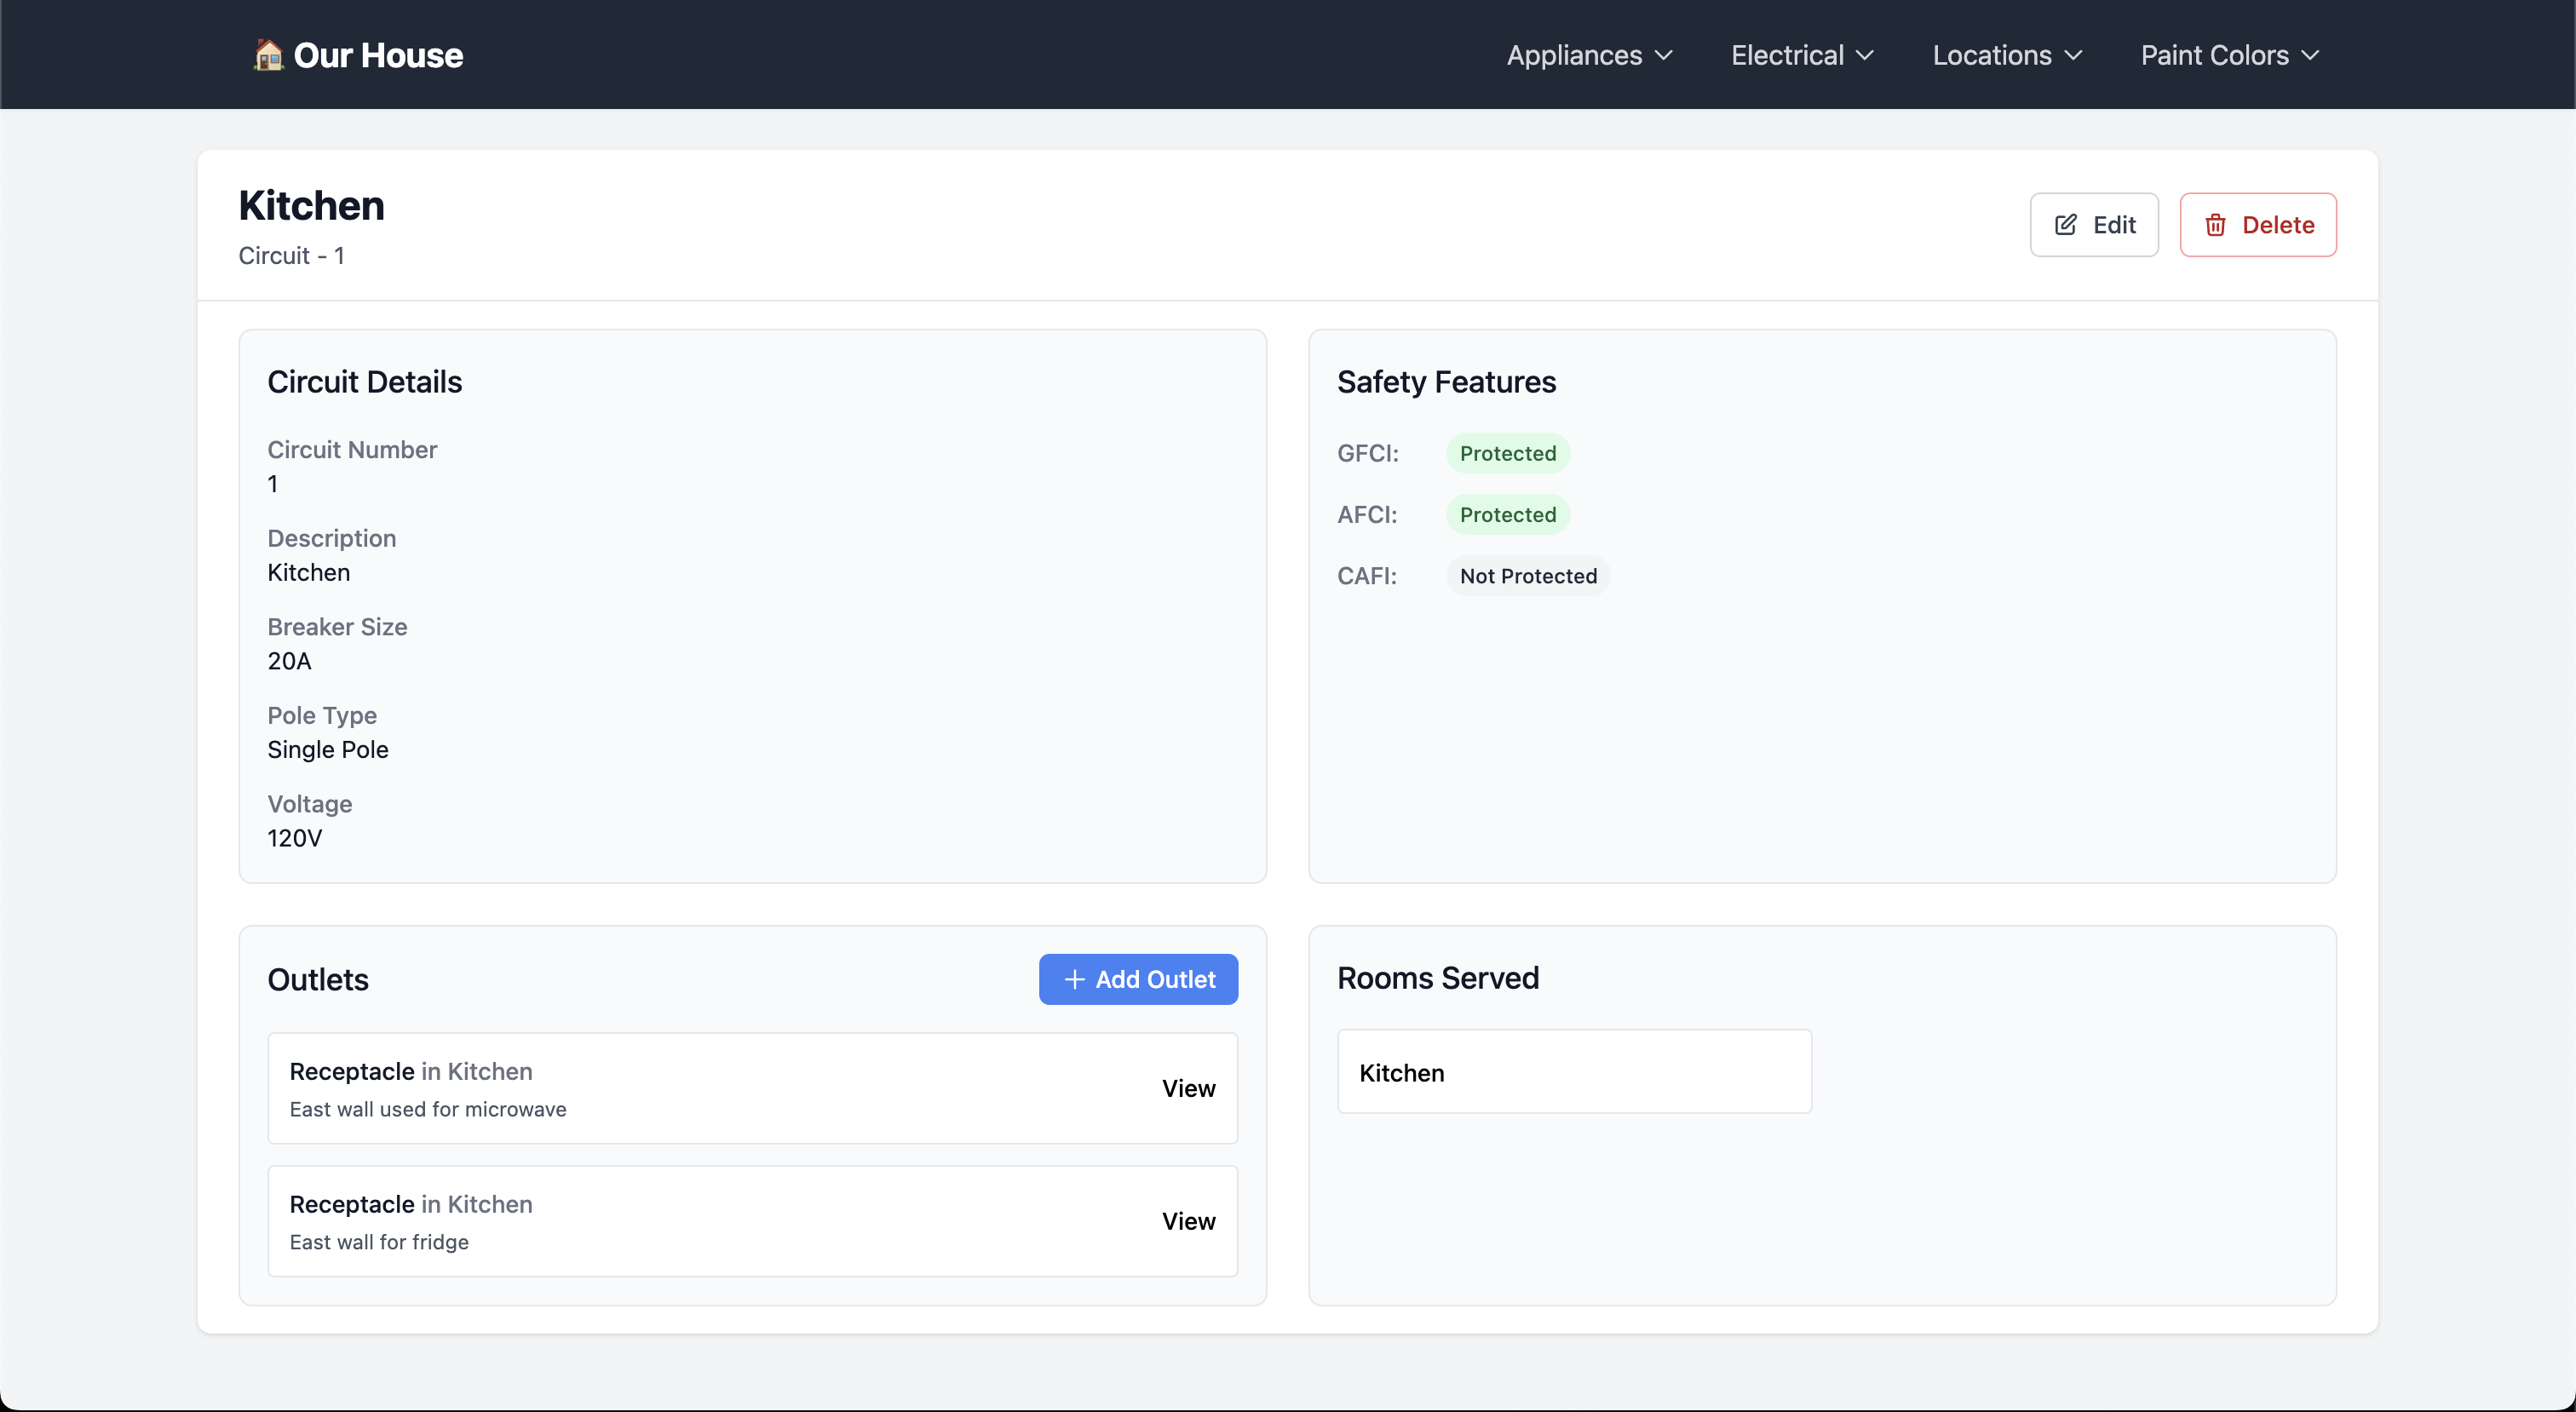 Our House
Appliances
Electrical
Locations
Paint Colors
Kitchen
Circuit - 1
Edit
Delete
Circuit Details
Circuit Number
1
Description
Kitchen
Breaker Size
20A
Pole Type
Single Pole
Voltage
120V
Safety Features
GFCI: Protected
AFCI: Protected
CAFI: Not Protected
Outlets
+ Add Outlet
Receptacle in Kitchen
East wall used for microwave
View
Receptacle in Kitchen
East wall for fridge
View
Rooms Served
Kitchen